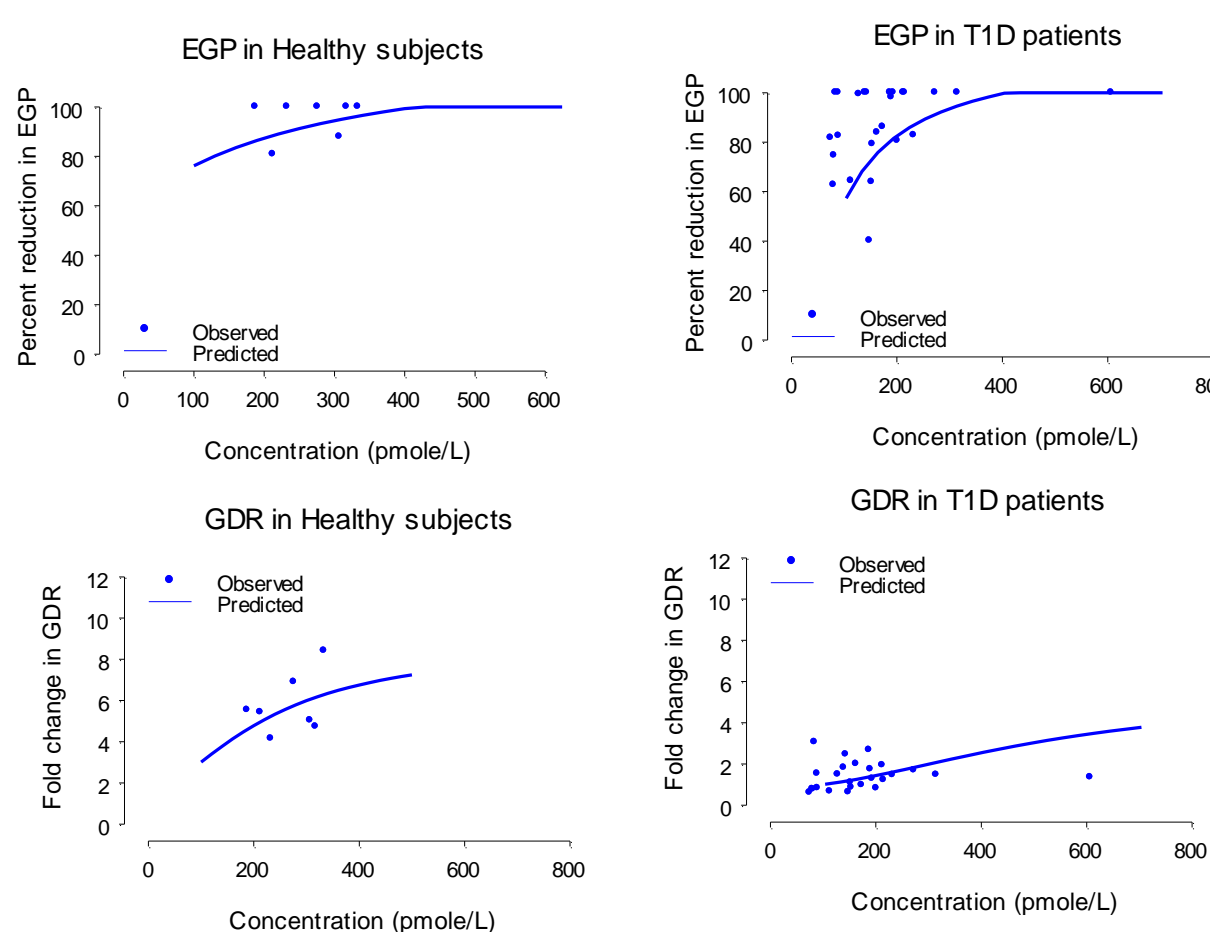 EGP in Healthy subjects
Percent reduction in EGP
100
80
60
40
20
0
Observed
Predicted
0 100 200 300 400 500 600
Concentration (pmole/L)
EGP in T1D patients
Percent reduction in EGP
100
80
60
40
20
0
Observed
Predicted
0 200 400 600
Concentration (pmole/L)
GDR in Healthy subjects
Fold change in GDR
12
10
8
6
4
2
0
Observed
Predicted
0 200 400 600 800
Concentration (pmole/L)
GDR in T1D patients
Fold change in GDR
12
10
8
6
4
2
0
Observed
Predicted
0 200 400 600 800
Concentration (pmole/L)